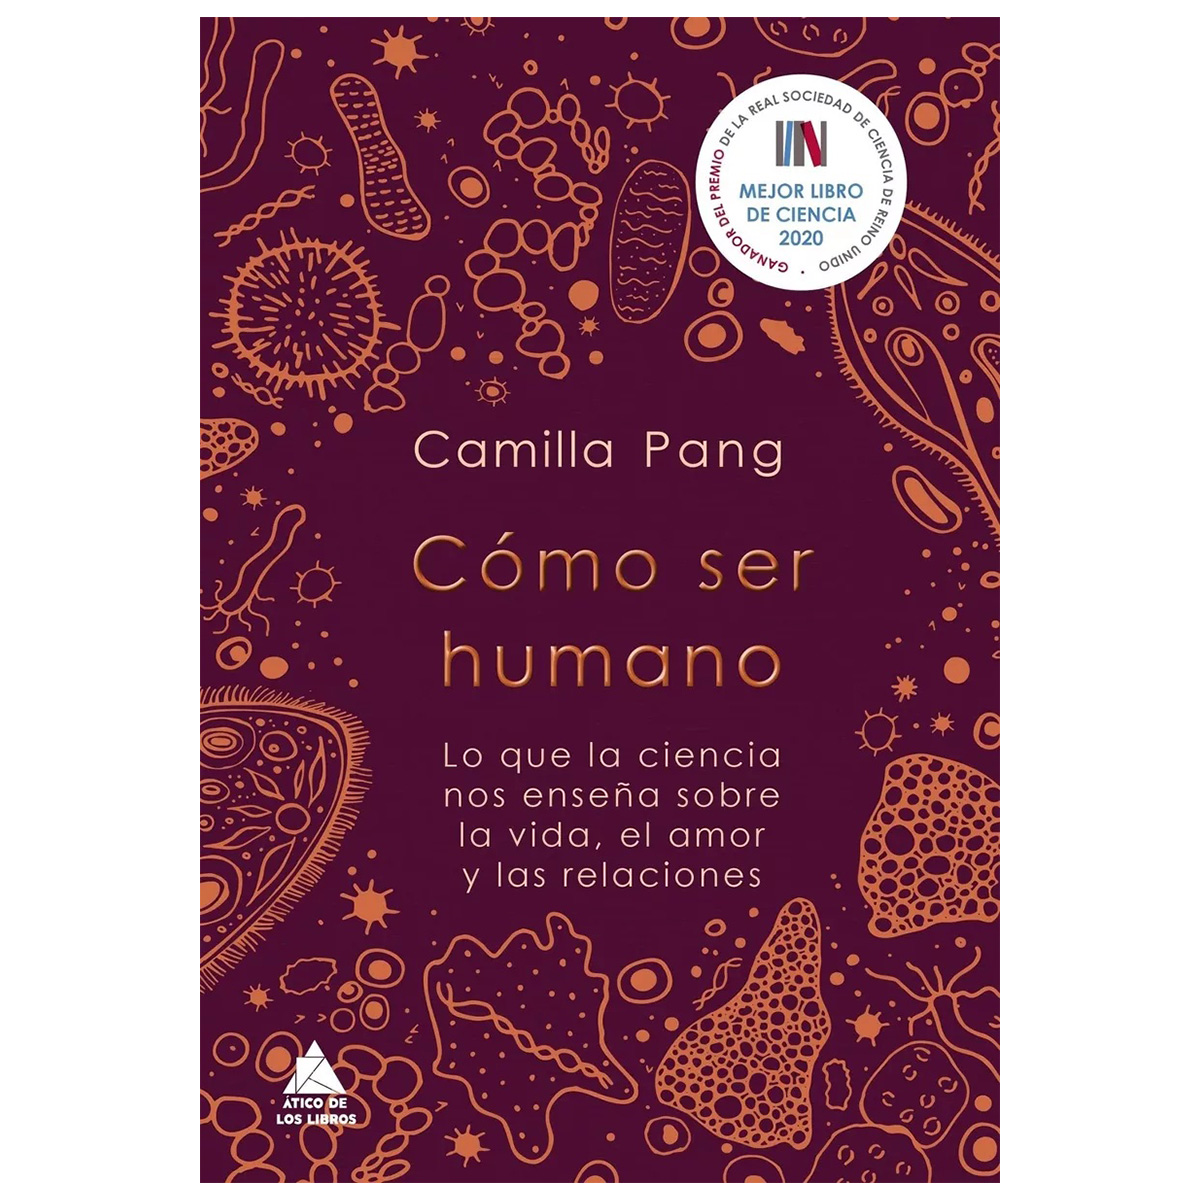 GANADOR DEL PREMIO DE LA REAL SOCIEDAD DE CIENCIA DE REINO UNIDO ·
MEJOR LIBRO
DE CIENCIA
2020
Camilla Pang
Cómo ser
humano
Lo que la ciencia
nos enseña sobre
la vida, el amor
y las relaciones
ÁTICO DE
LOS LIBROS